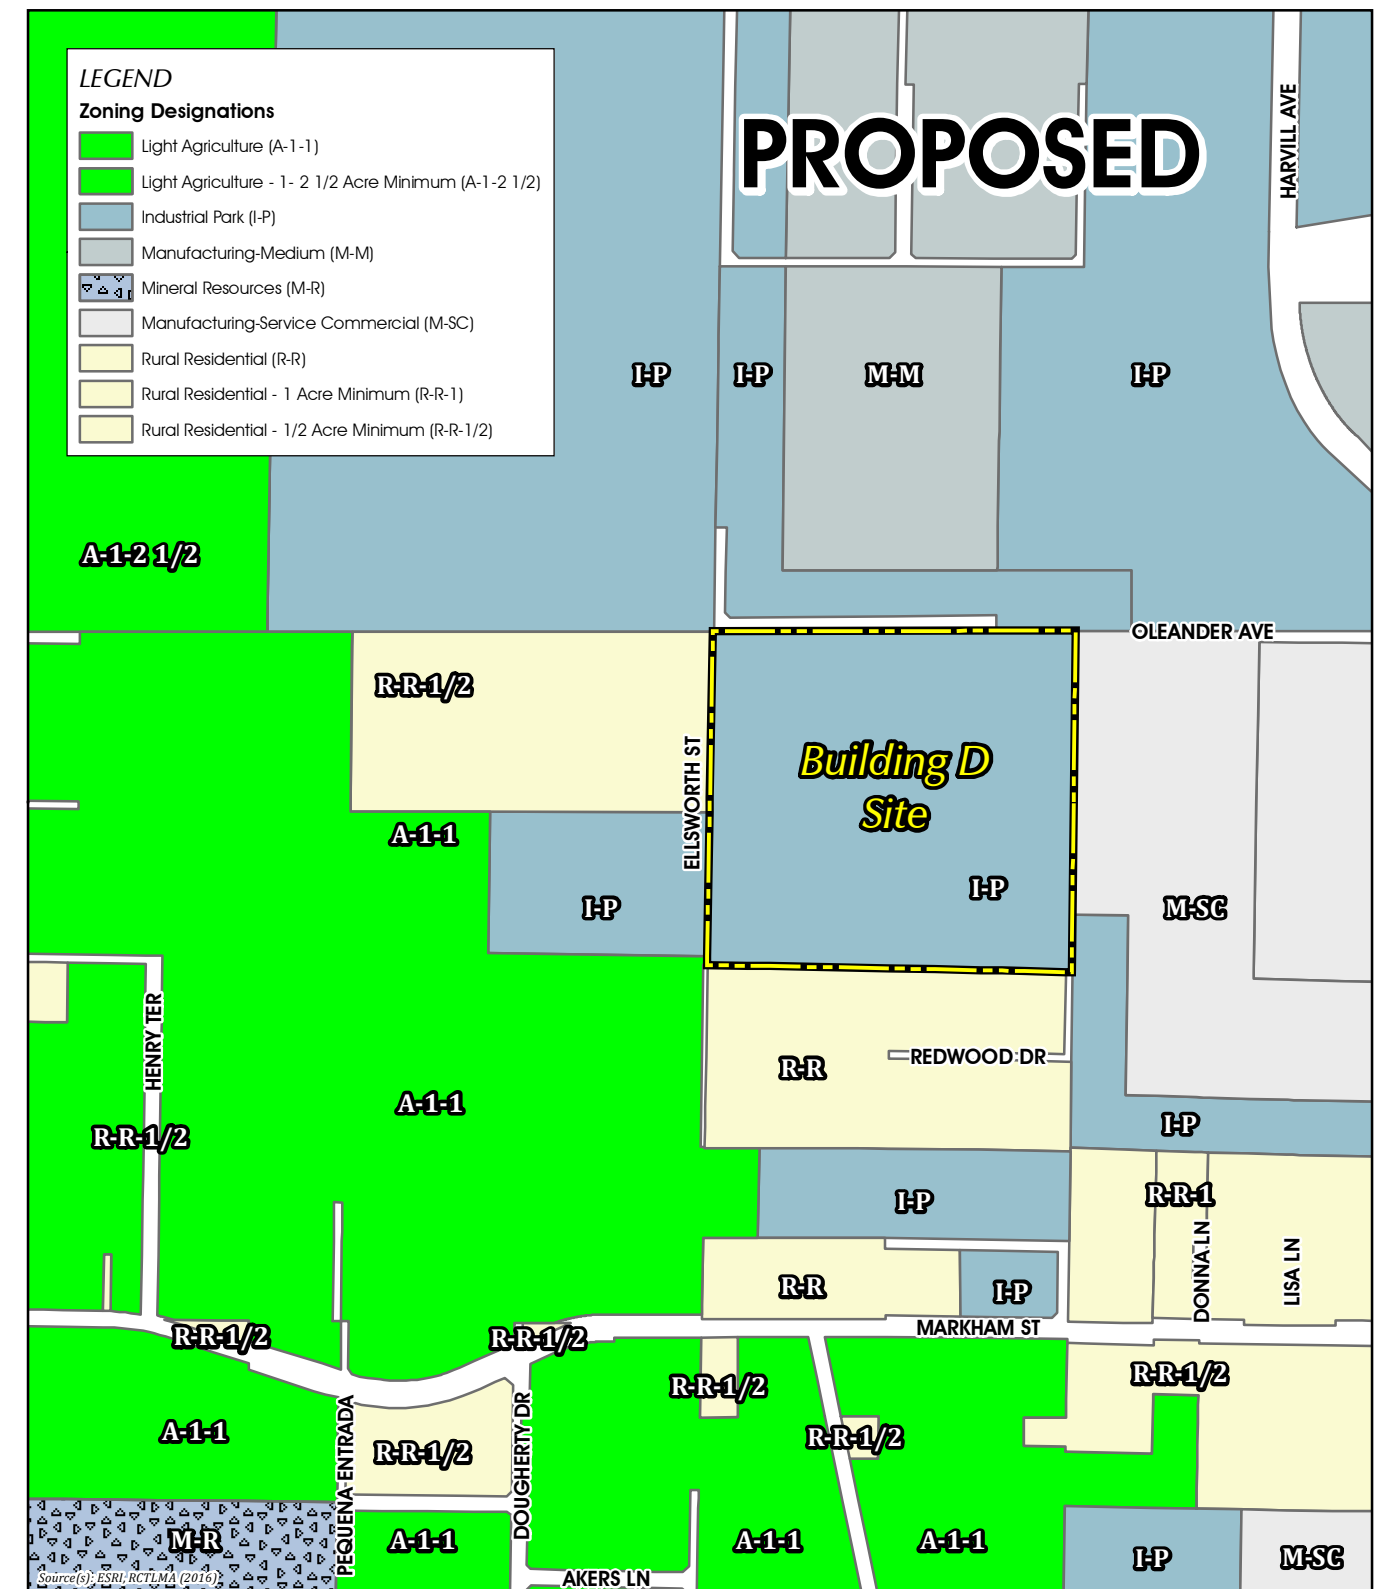 LEGEND
Zoning Designations
Light Agriculture (A-1-1)
Light Agriculture - 1- 2 1/2 Acre Minimum (A-1-2 1/2)
Industrial Park (I-P)
Manufacturing-Medium (M-M)
Mineral Resources (M-R)
Manufacturing-Service Commercial (M-SC)
Rural Residential (R-R)
Rural Residential - 1 Acre Minimum (R-R-1)
Rural Residential - 1/2 Acre Minimum (R-R-1/2)
PROPOSED
HARVILL AVE
I-P
I-P
M-M
I-P
A-1-2 1/2
OLEANDER AVE
R-R-1/2
ELLSWORTH ST
Building D
Site
A-1-1
I-P
I-P
M-SC
HENRY TER
R-R
REDWOOD DR
A-1-1
R-R-1/2
I-P
I-P
R-R-1
DONNA LN
LISA LN
R-R
I-P
R-R-1/2
R-R-1/2
MARKHAM ST
R-R-1/2
R-R-1/2
A-1-1
PEQUENA ENTRADA
R-R-1/2
DOUGHERTY DR
R-R-1/2
M-R
A-1-1
A-1-1
A-1-1
I-P
M-SC
AKERS LN
Source(s): ESRI, RCTLMA (2016)